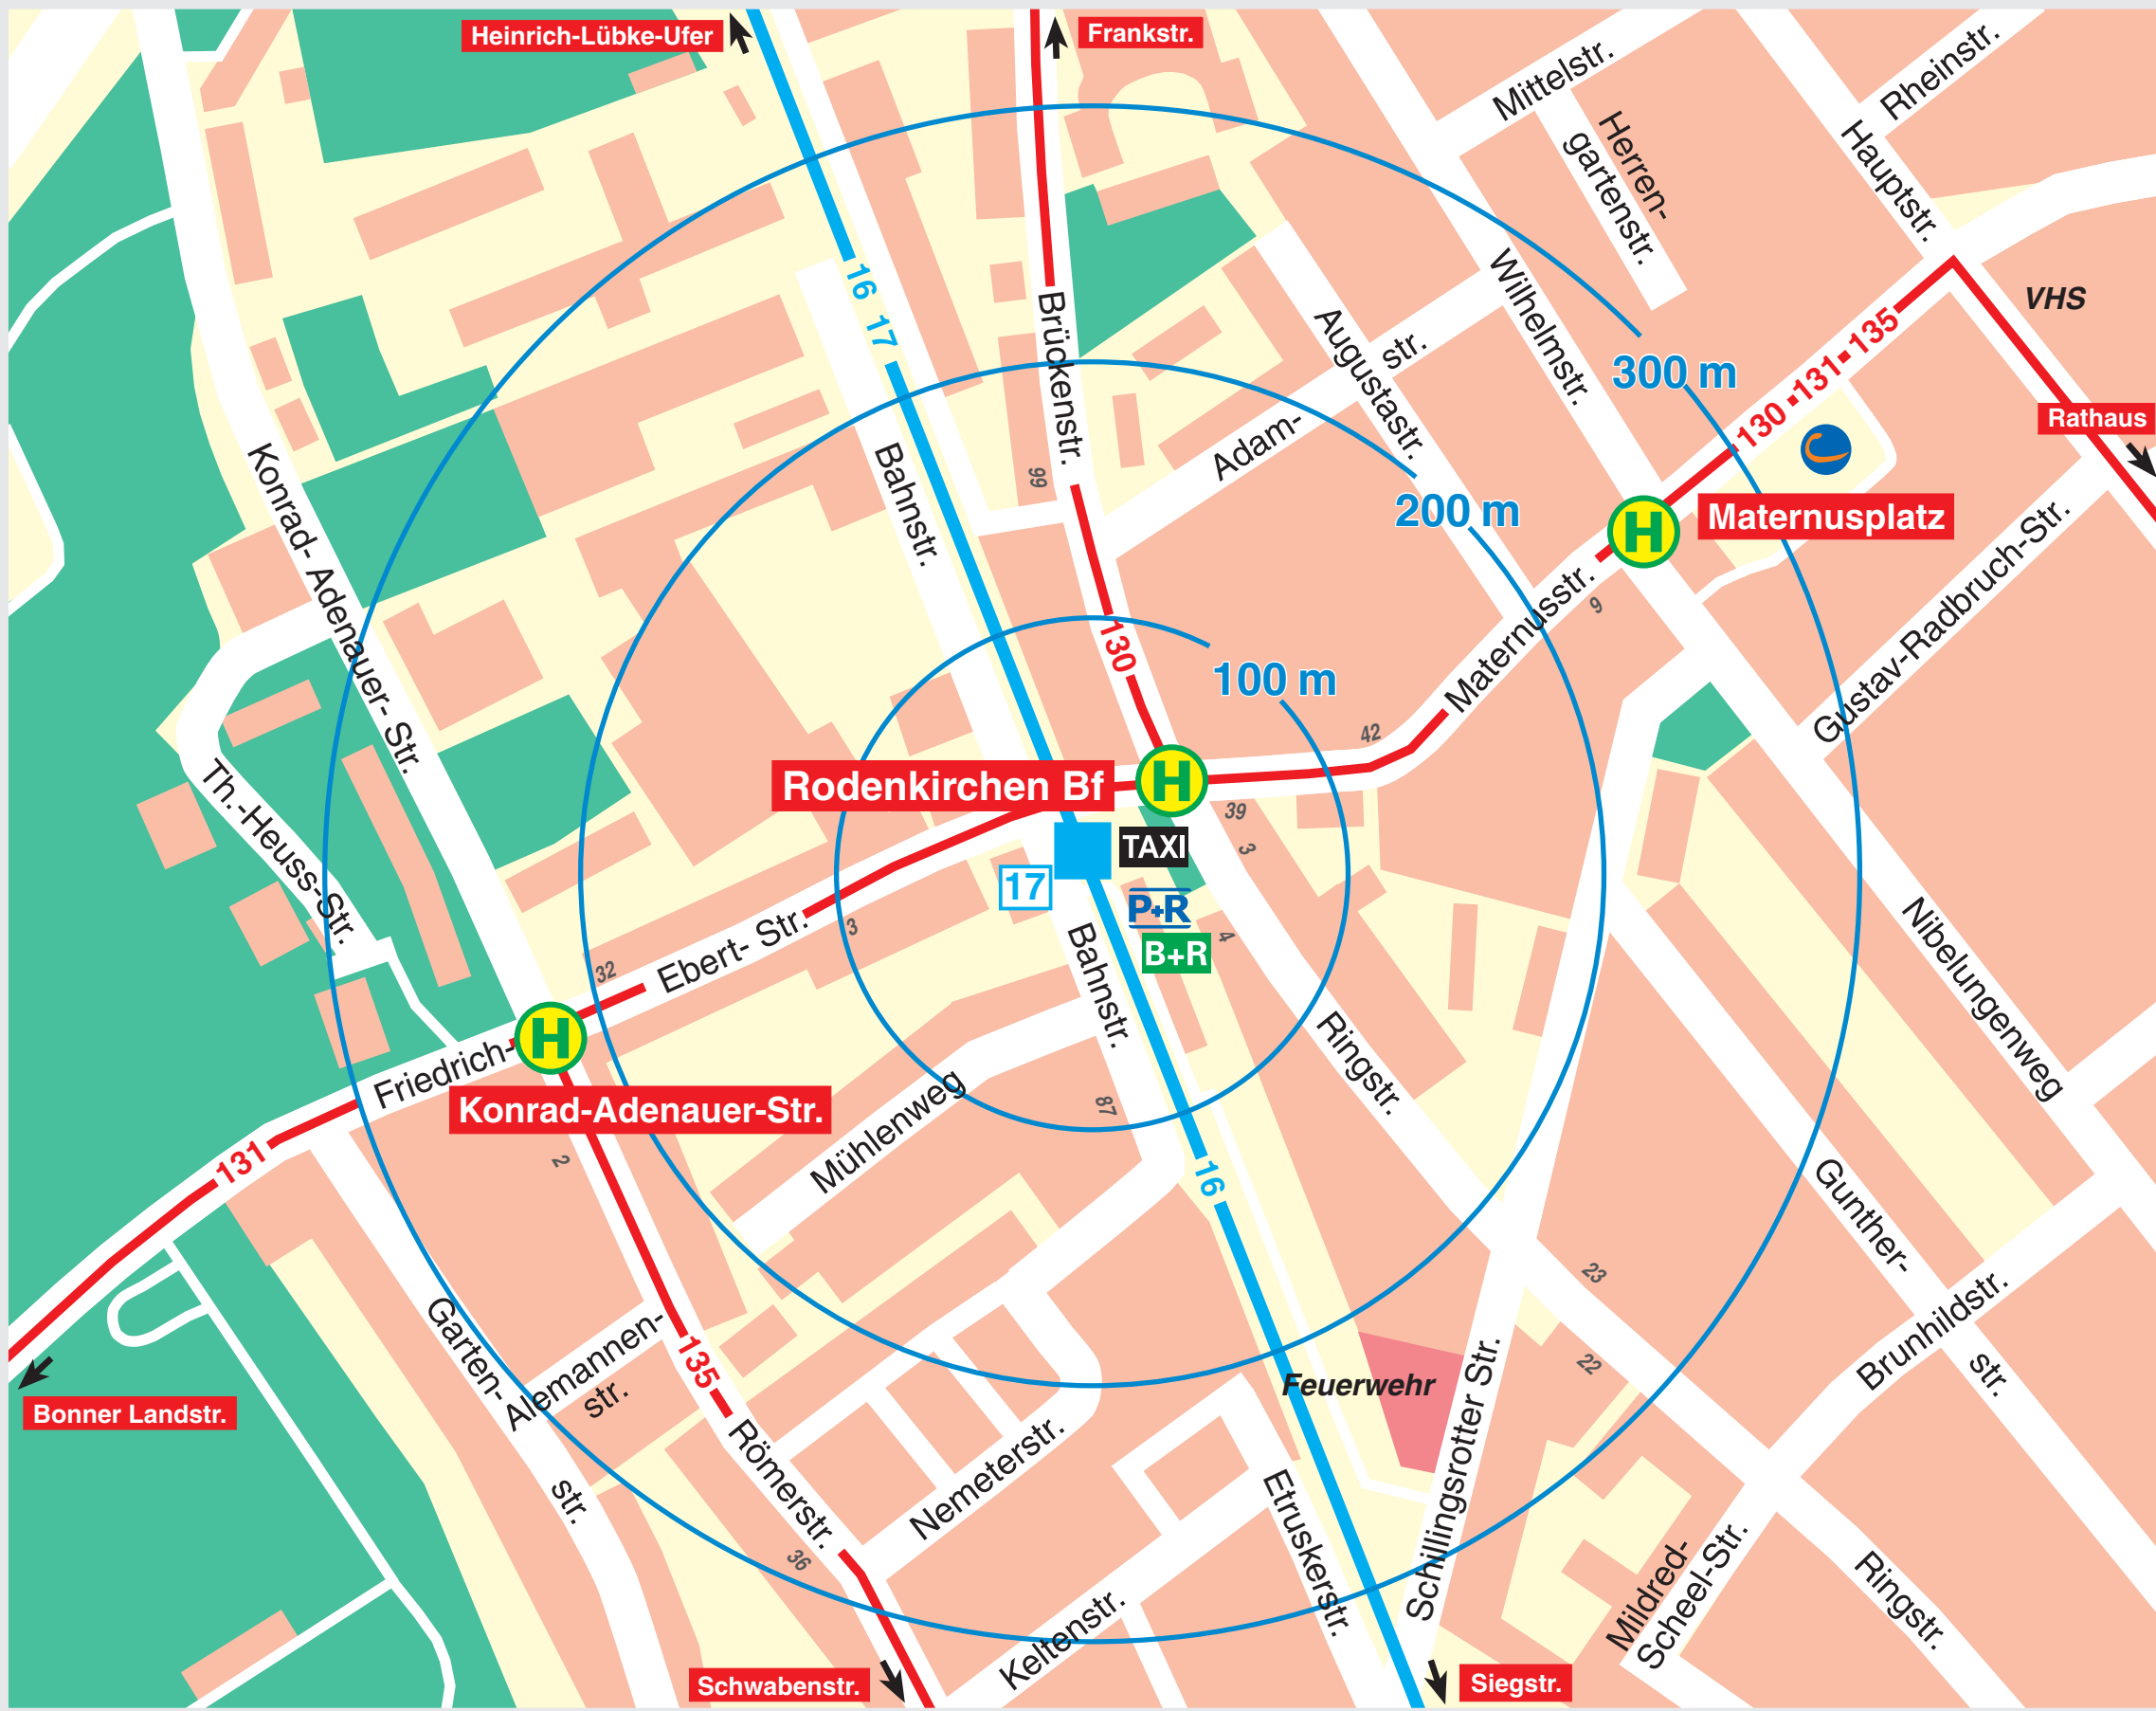 Heinrich-Lübke-Ufer
Frankstr.
Mittelstr.
Rheinstr.
Herren-
gartenstr.
Hauptstr.
VHS
16
17
Brückenstr.
Wilhelmstr.
Augustastr.
Adam-
str.
300 m
130 ▪ 131 ▪ 135
Rathaus
200 m
Maternusplatz
99
Bahnstr.
Konrad- Adenauer- Str.
Maternusstr.
9
Gustav-Radbruch-Str.
130
100 m
42
Rodenkirchen Bf
H
H
H
39
3
TAXI
17
P+R
B+R
4
Th.-Heuss-Str.
Ebert- Str.
3
32
Friedrich-
Konrad-Adenauer-Str.
Bahnstr.
Nibelungenweg
Ringstr.
Mühlenweg
87
131
2
16
Gunther-
str.
23
22
Brunhildstr.
Garten-
str.
Alemannen-
str.
135
Feuerwehr
Bonner Landstr.
Römerstr.
Nemeterstr.
36
Etruskerstr.
Schillingsrotter Str.
Mildred-
Scheel-Str.
Ringstr.
Keltenstr.
Schwabenstr.
Siegstr.